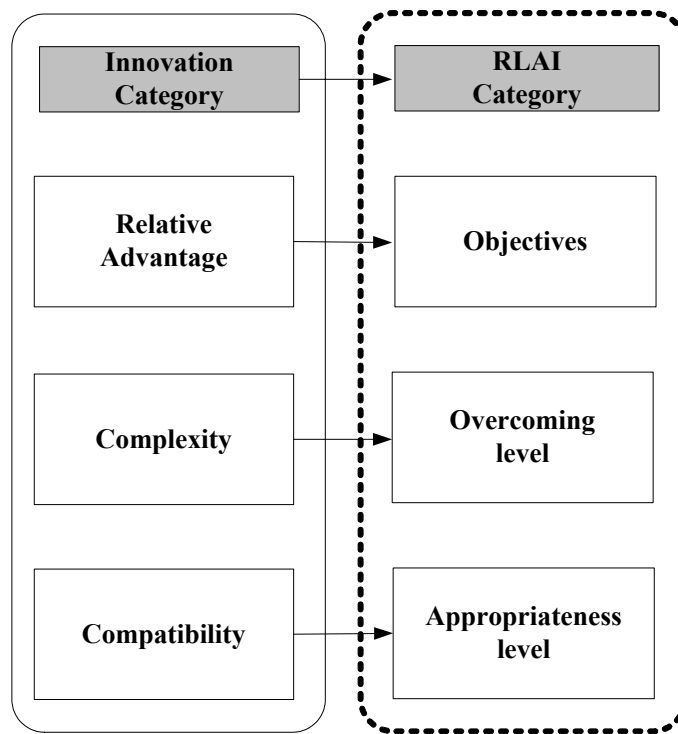 Innovation
Category
RLAI
Category
Relative
Advantage
Objectives
Complexity
Overcoming
level
Compatibility
Appropriateness
level